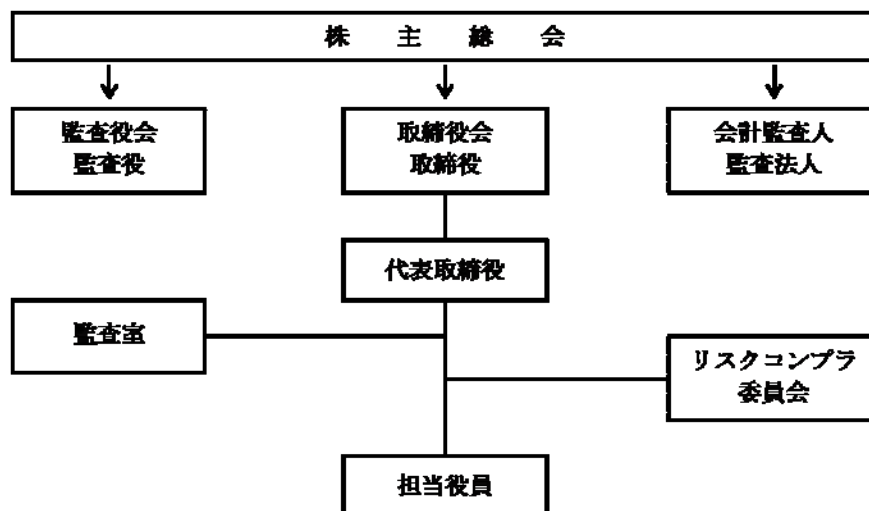 株主総会
監査役会
監査役
取締役会
取締役
会計監査人
監査法人
代表取締役
監査室
リスクコンプラ
委員会
担当役員